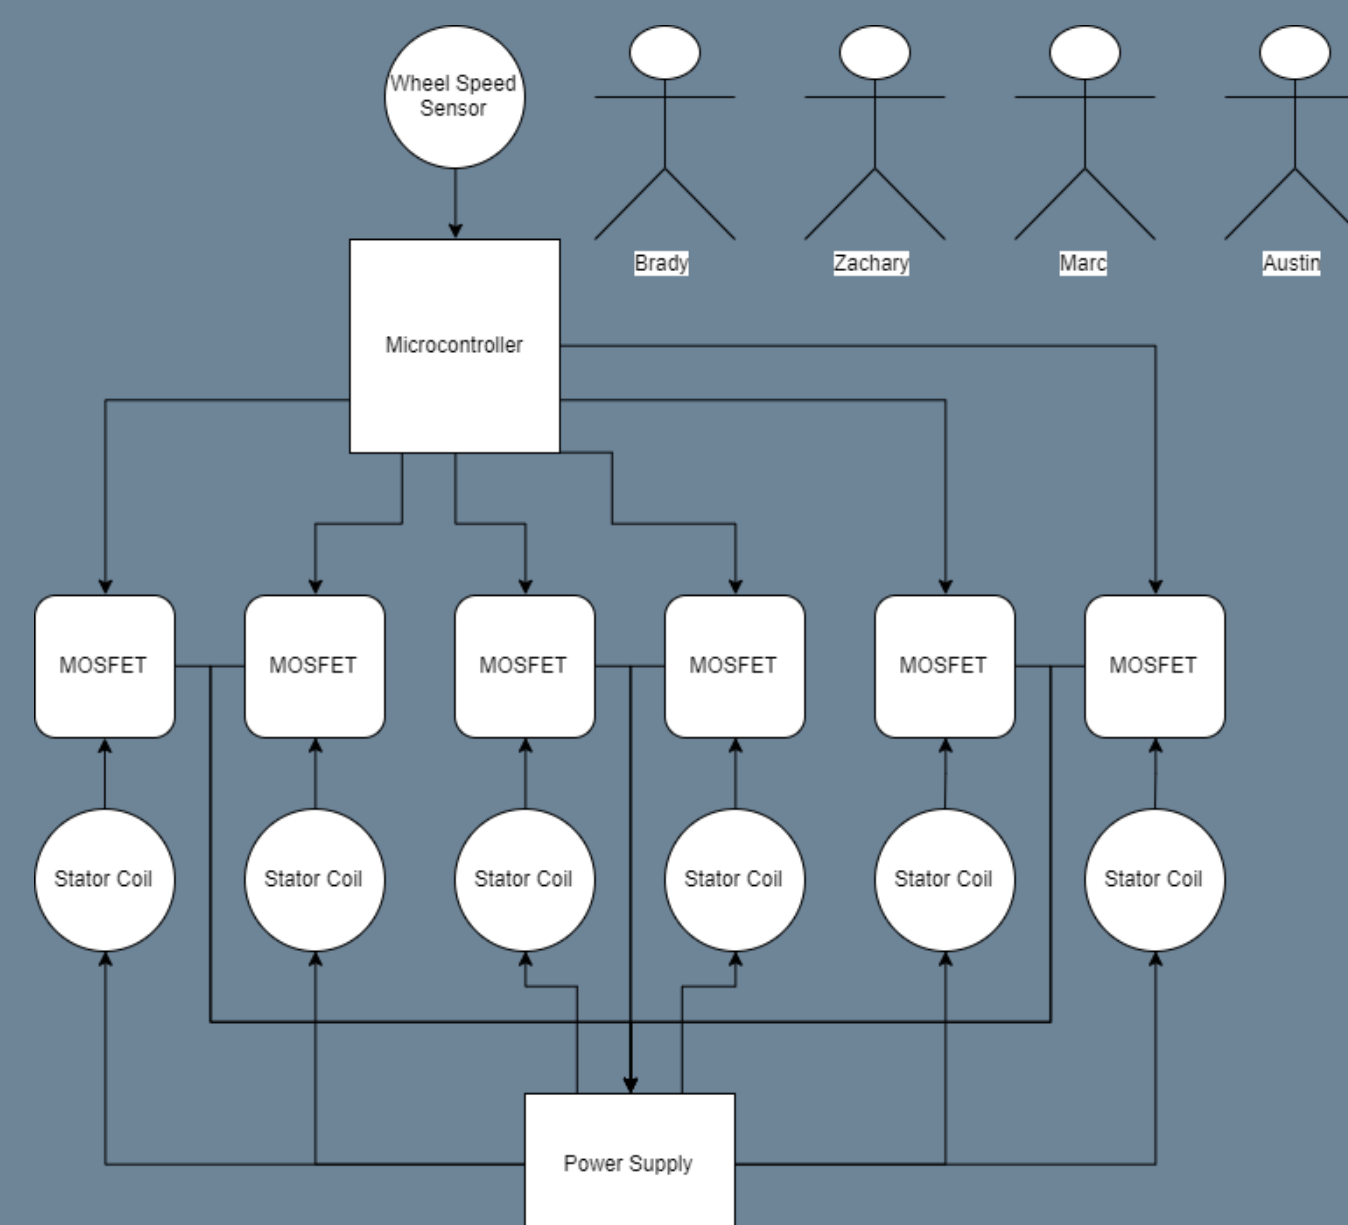 Wheel Speed
Sensor
Brady
Zachary
Marc
Austin
Microcontroller
MOSFET
MOSFET
MOSFET
MOSFET
MOSFET
MOSFET
Stator Coil
Stator Coil
Stator Coil
Stator Coil
Stator Coil
Stator Coil
Power Supply